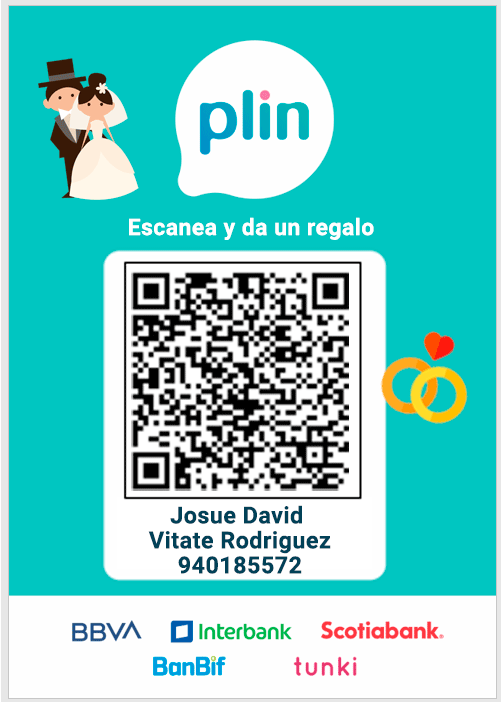 plin
Escanea y da un regalo
Josue David
Vitate Rodriguez
940185572
BBVA Interbank Scotiabank®
BanBif tunki